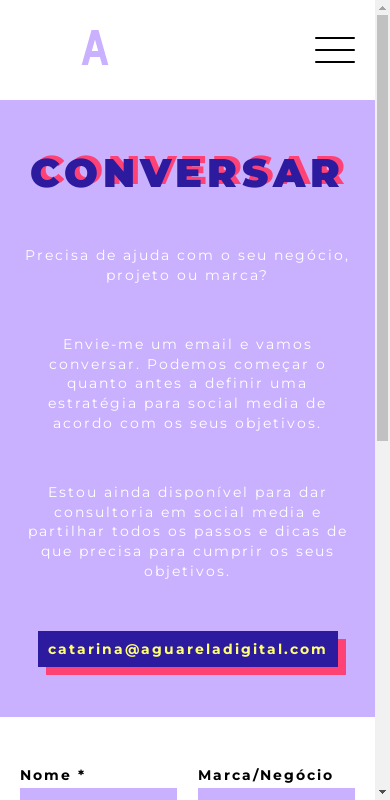 A
CONVERSAR
Precisa de ajuda com o seu negócio,
projeto ou marca?
Envie-me um email e vamos
conversar. Podemos começar o
quanto antes a definir uma
estratégia para social media de
acordo com os seus objetivos.
Estou ainda disponível para dar
consultoria em social media e
partilhar todos os passos e dicas de
que precisa para cumprir os seus
objetivos.
catarina@aguareladigital.com
Nome * Marca/Negócio